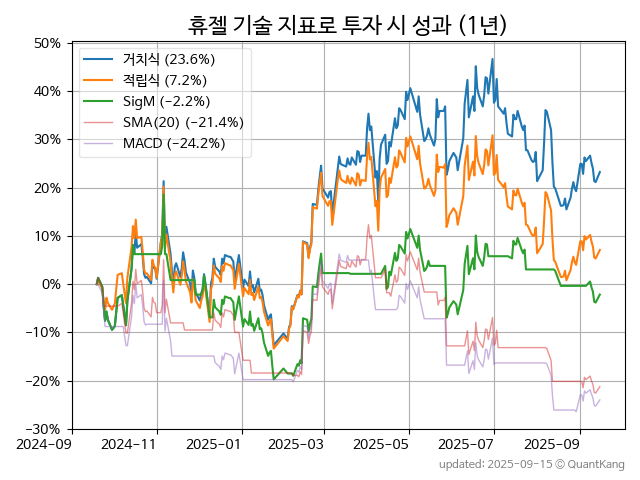 휴젤 기술 지표로 투자 시 성과 (1년)
50%
40%
30%
20%
10%
0%
−10%
−20%
−30%
거치식 (23.6%)
적립식 (7.2%)
SigM (−2.2%)
SMA(20) (−21.4%)
MACD (−24.2%)
2024-09 2024-11 2025-01 2025-03 2025-05 2025-07 2025-09
updated: 2025-09-15 © QuantKang